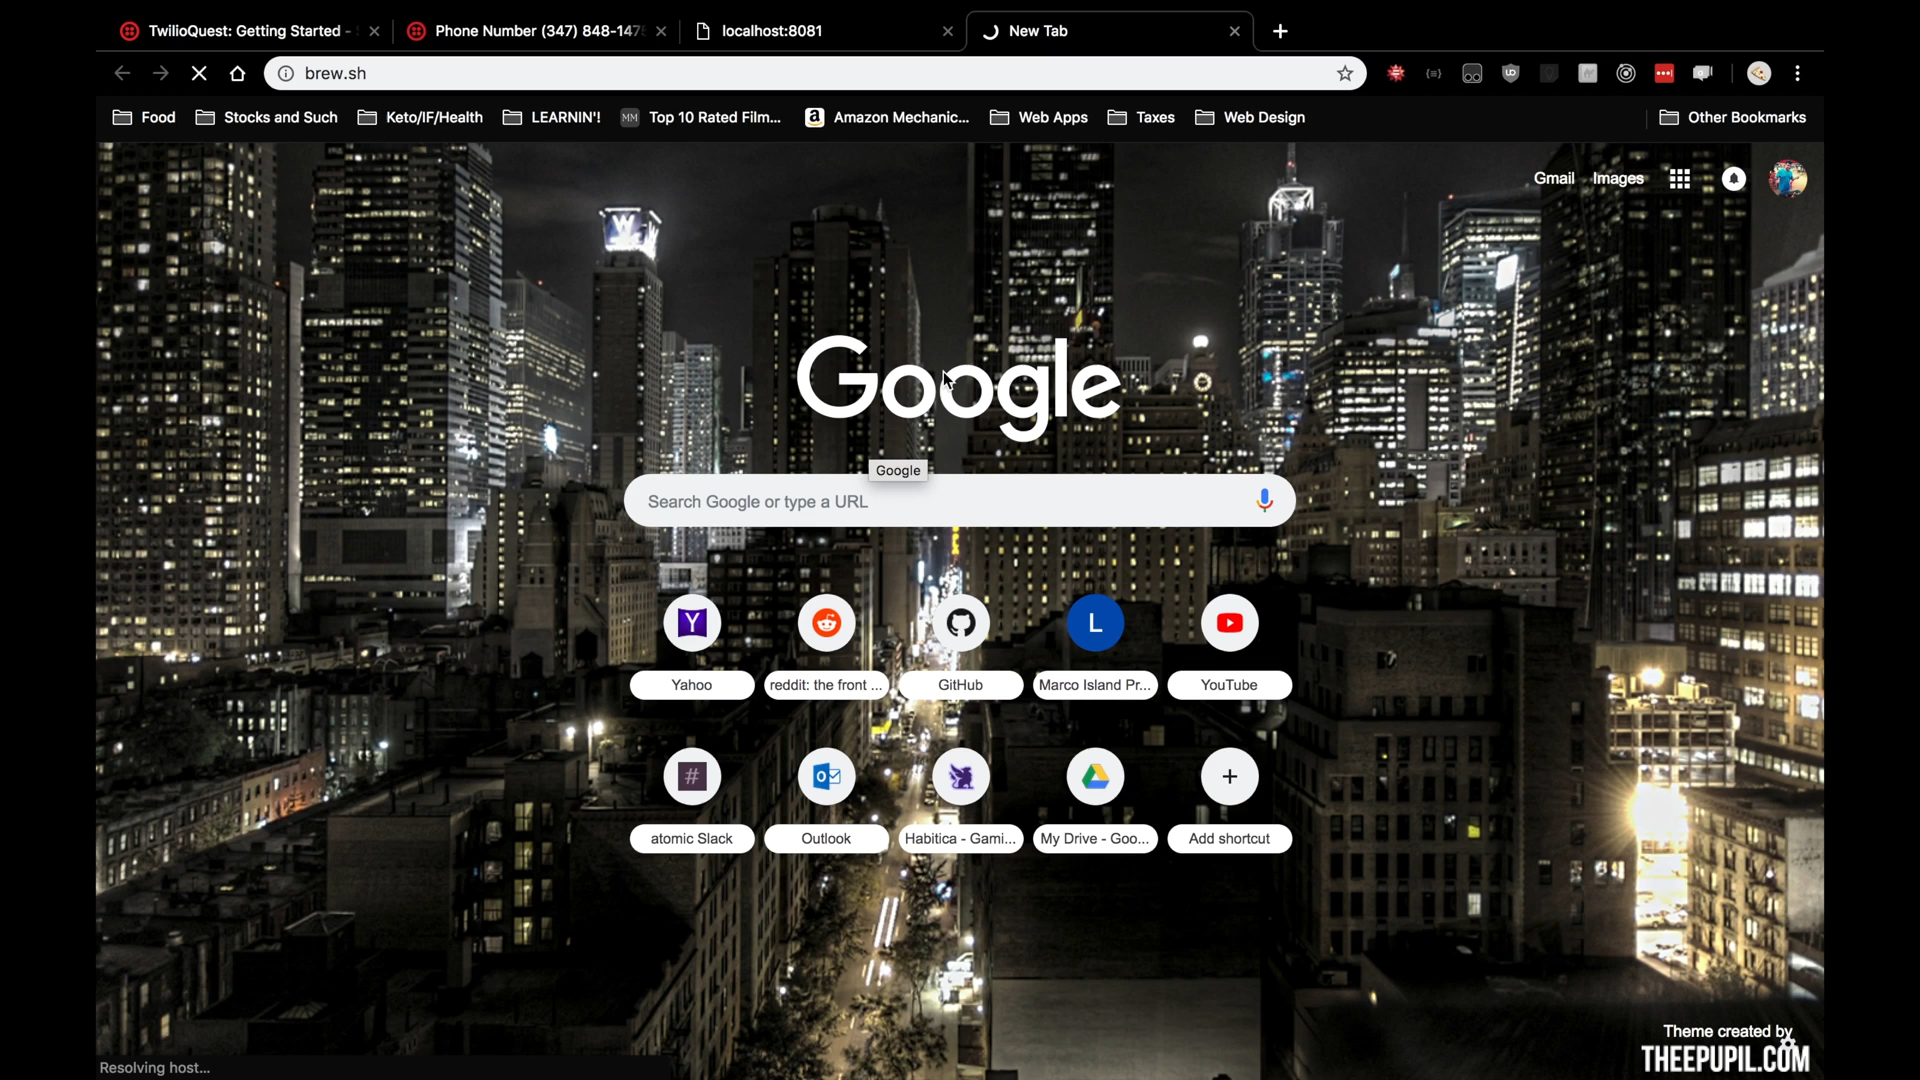 TwilioQuest: Getting Started -
Phone Number (347) 848-147
localhost:8081
New Tab
brew.sh
Food
Stocks and Such
Keto/IF/Health
LEARNIN'!
MM
Top 10 Rated Film...
Amazon Mechanic...
Web Apps
Taxes
Web Design
Other Bookmarks
Gmail
Images
W
Google
Google
Search Google or type a URL
Yahoo
reddit: the front ...
GitHub
L
Marco Island Pr...
YouTube
atomic Slack
Outlook
Habitica - Gami...
My Drive - Goo...
Add shortcut
Theme created by
THEEPUPIL.COM
Resolving host...